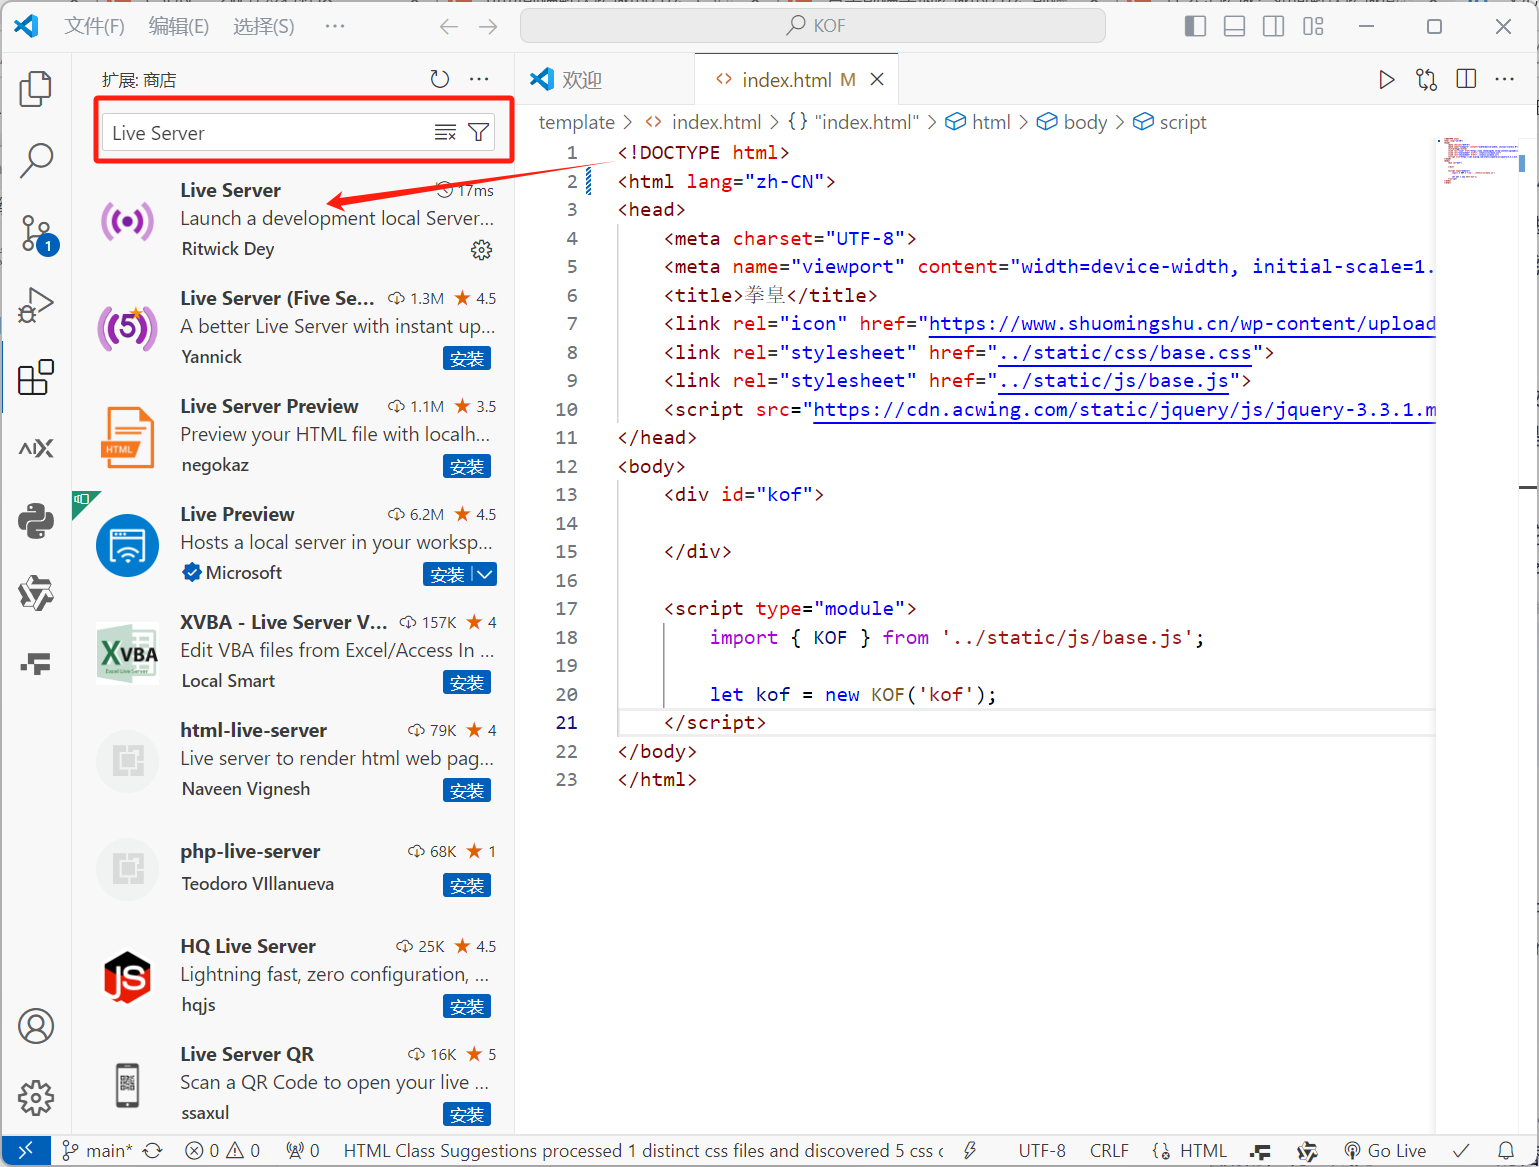 文件(F) 编辑(E) 选择(S) ··· KOF
扩展: 商店
Live Server
Live Server 17ms
Launch a development local Server...
Ritwick Dey
Live Server (Five Se... 1.3M 4.5
A better Live Server with instant up...
Yannick 安装
Live Server Preview 1.1M 3.5
Preview your HTML file with localh...
negokaz 安装
Live Preview 6.2M 4.5
Hosts a local server in your worksp...
Microsoft 安装
XVBA - Live Server V... 157K 4
Edit VBA files from Excel/Access In ...
Local Smart 安装
html-live-server 79K 4
Live server to render html web pag...
Naveen Vignesh 安装
php-live-server 68K 1
Teodoro VIllanueva 安装
HQ Live Server 25K 4.5
Lightning fast, zero configuration, ...
hqjs 安装
Live Server QR 16K 5
Scan a QR Code to open your live ...
ssaxul 安装
1
5
HTML
XVBA
Excel Live Server
JS
欢迎 index.html M
template > index.html > {} "index.html" > html > body > script
1 <!DOCTYPE html>
2 <html lang="zh-CN">
3 <head>
4 <meta charset="UTF-8">
5 <meta name="viewport" content="width=device-width, initial-scale=1.
6 <title>拳皇</title>
7 <link rel="icon" href="https://www.shuomingshu.cn/wp-content/upload
8 <link rel="stylesheet" href="../static/css/base.css">
9 <link rel="stylesheet" href="../static/js/base.js">
10 <script src="https://cdn.acwing.com/static/jquery/js/jquery-3.3.1.m
11 </head>
12 <body>
13 <div id="kof">
14
15 </div>
16
17 <script type="module">
18 import { KOF } from '../static/js/base.js';
19
20 let kof = new KOF('kof');
21 </script>
22 </body>
23 </html>
main* 0 0 0 HTML Class Suggestions processed 1 distinct css files and discovered 5 css c UTF-8 CRLF {} HTML Go Live